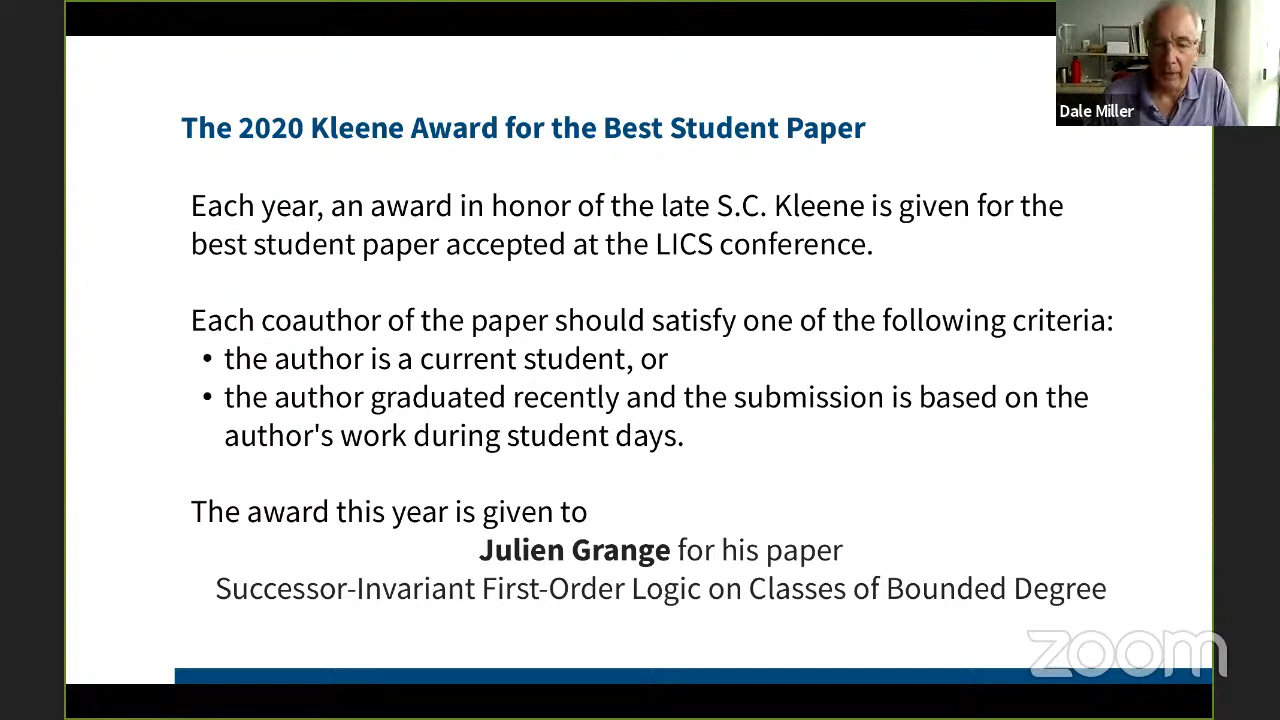 Dale Miller
The 2020 Kleene Award for the Best Student Paper
Each year, an award in honor of the late S.C. Kleene is given for the
best student paper accepted at the LICS conference.
Each coauthor of the paper should satisfy one of the following criteria:
• the author is a current student, or
• the author graduated recently and the submission is based on the
author's work during student days.
The award this year is given to
Julien Grange for his paper
Successor-Invariant First-Order Logic on Classes of Bounded Degree
zoom